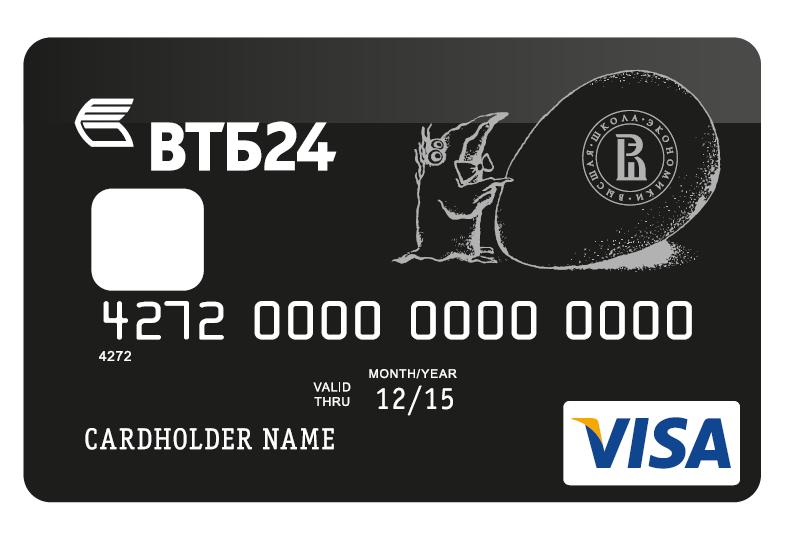 ВТБ24
ВЫСШАЯ · ШКОЛА · ЭКОНОМИКИ ·
4272 0000 0000 0000
4272
MONTH/YEAR
VALID
THRU
12/15
CARDHOLDER NAME
VISA